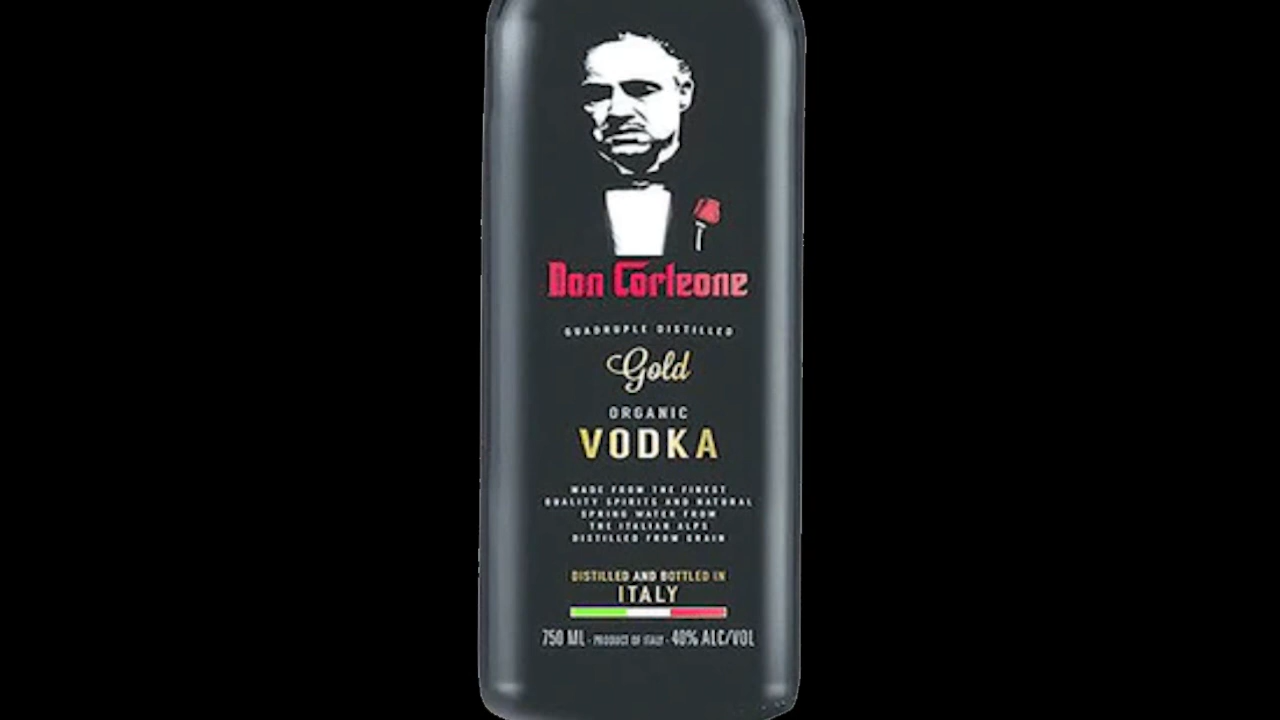 Don Corleone
QUADRUPLE DISTILLED
Gold
ORGANIC
VODKA
MADE FROM THE FINEST
QUALITY SPIRITS AND NATURAL
SPRING WATER FROM
THE ITALIAN ALPS
DISTILLED FROM GRAIN
DISTILLED AND BOTTLED IN
ITALY
750 ML · PRODUCT OF ITALY · 40% ALC/VOL